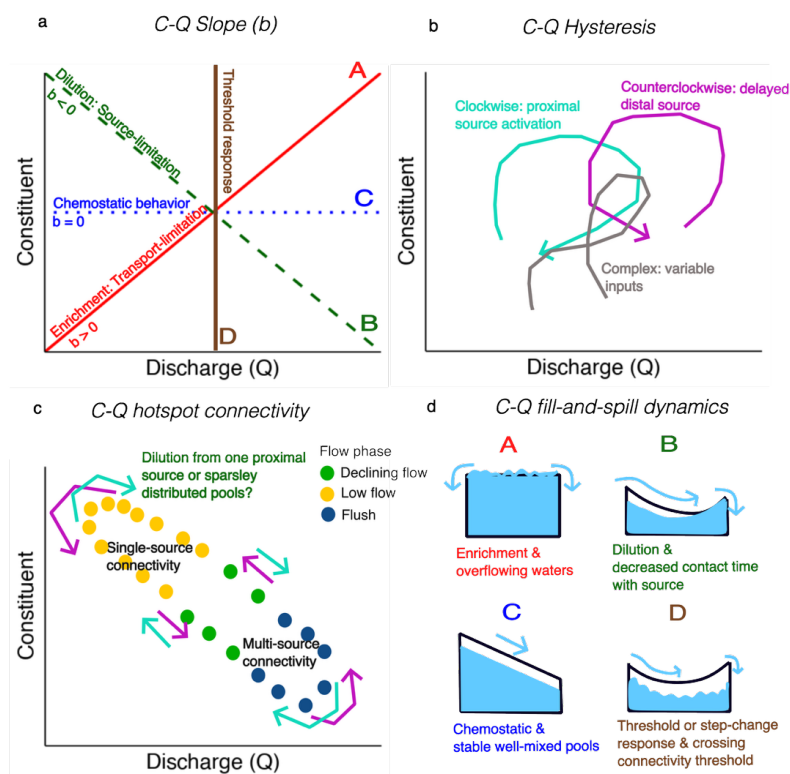 a
C-Q Slope (b)
A
Dilution: Source-limitation
b < 0
Threshold response
Chemostatic behavior
b = 0
C
Enrichment: Transport-limitation
b > 0
D
B
Constituent
Discharge (Q)
b
C-Q Hysteresis
Counterclockwise: delayed
distal source
Clockwise: proximal
source activation
Complex: variable
inputs
Constituent
Discharge (Q)
c
C-Q hotspot connectivity
Dilution from one proximal
source or sparsley
distributed pools?
Flow phase
Declining flow
Low flow
Flush
Single-source
connectivity
Multi-source
connectivity
Constituent
Discharge (Q)
d
C-Q fill-and-spill dynamics
A
Enrichment &
overflowing waters
B
Dilution &
decreased contact time
with source
C
Chemostatic &
stable well-mixed pools
D
Threshold or step-change
response & crossing
connectivity threshold